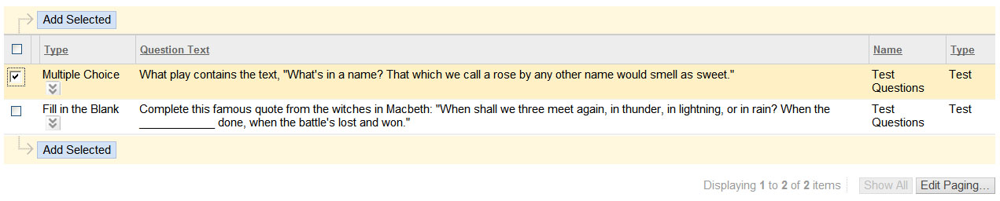 Add Selected
Type Question Text Name Type
Multiple Choice What play contains the text, "What's in a name? That which we call a rose by any other name would smell as sweet." Test Test
Questions
Fill in the Blank Complete this famous quote from the witches in Macbeth: "When shall we three meet again, in thunder, in lightning, or in rain? When the Test Test
____________ done, when the battle's lost and won." Questions
Add Selected
Displaying 1 to 2 of 2 items Show All Edit Paging...